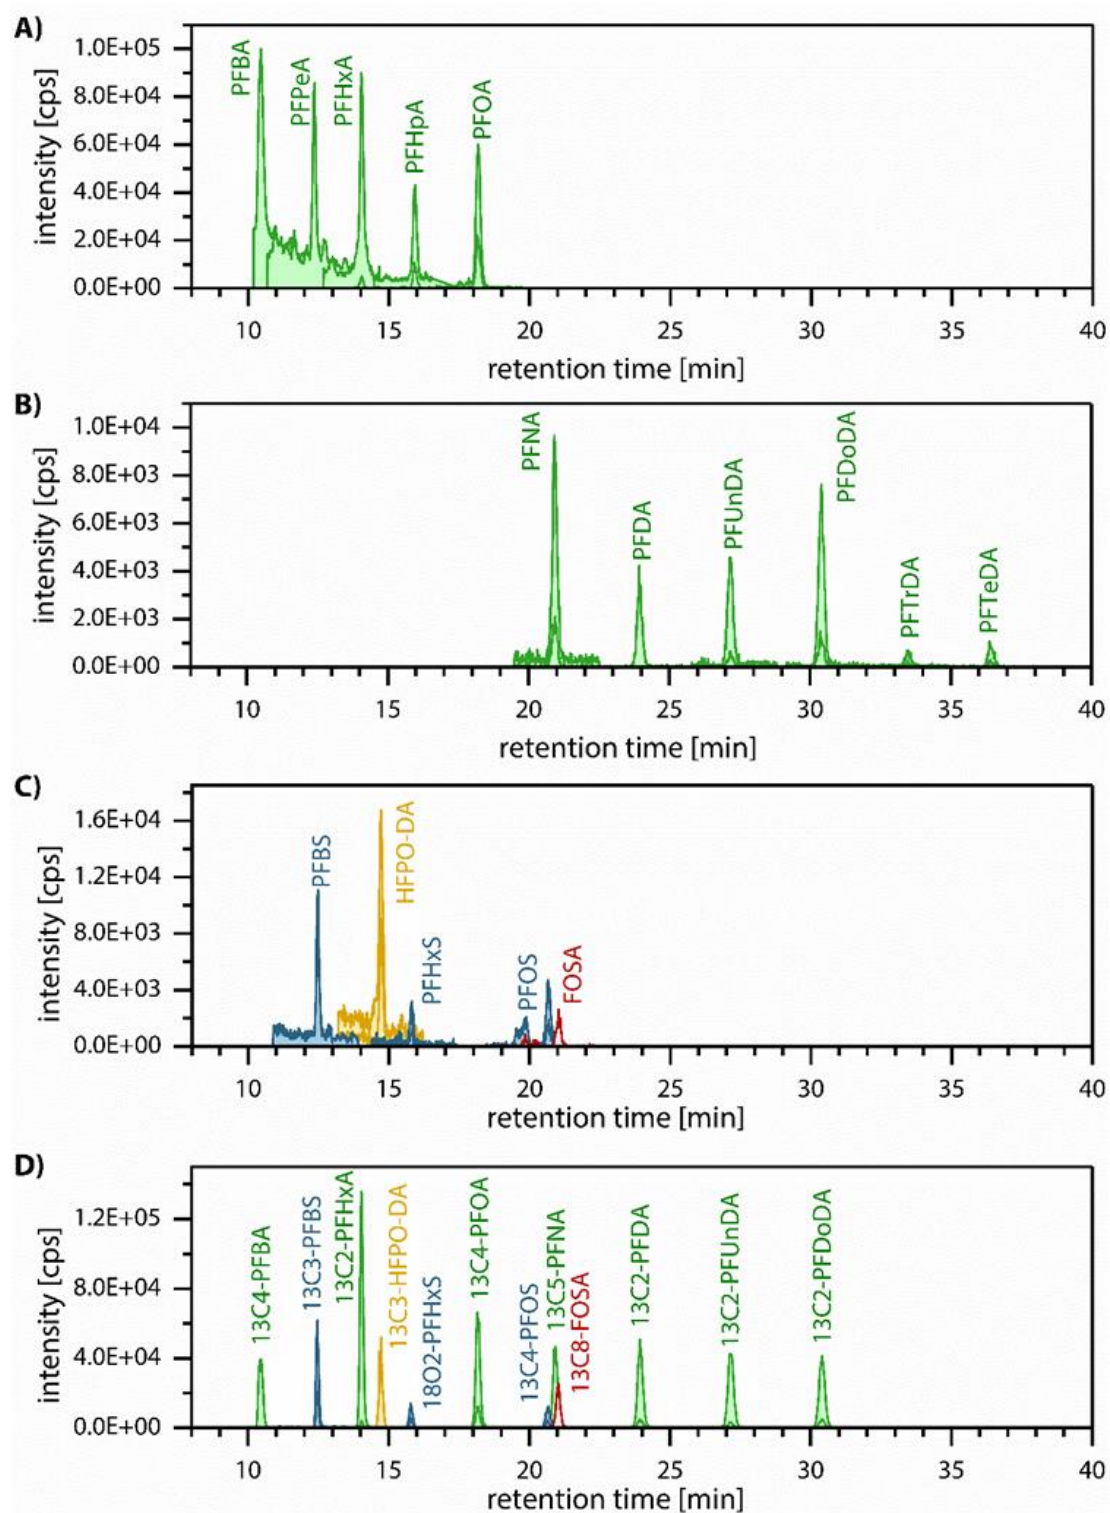 A)
intensity [cps]
1.0E+05
8.0E+04
6.0E+04
4.0E+04
2.0E+04
0.0E+00
PFBA
PFPeA
PFHxA
PFHpA
PFOA
10 15 20 25 30 35 40
retention time [min]
B)
intensity [cps]
1.0E+04
8.0E+03
6.0E+03
4.0E+03
2.0E+03
0.0E+00
PFNA
PFDA
PFUnDA
PFDoDA
PFTrDA
PFTeDA
10 15 20 25 30 35 40
retention time [min]
C)
intensity [cps]
1.6E+04
1.2E+04
8.0E+03
4.0E+03
0.0E+00
PFBS
HFPO-DA
PFHxS
PFOS
FOSA
10 15 20 25 30 35 40
retention time [min]
D)
intensity [cps]
1.2E+05
8.0E+04
4.0E+04
0.0E+00
13C4-PFBA
13C3-PFBS
13C2-PFHxA
13C3-HFPO-DA
18O2-PFHxS
13C4-PFOA
13C4-PFOS
13C5-PFNA
13C8-FOSA
13C2-PFDA
13C2-PFUnDA
13C2-PFDoDA
10 15 20 25 30 35 40
retention time [min]